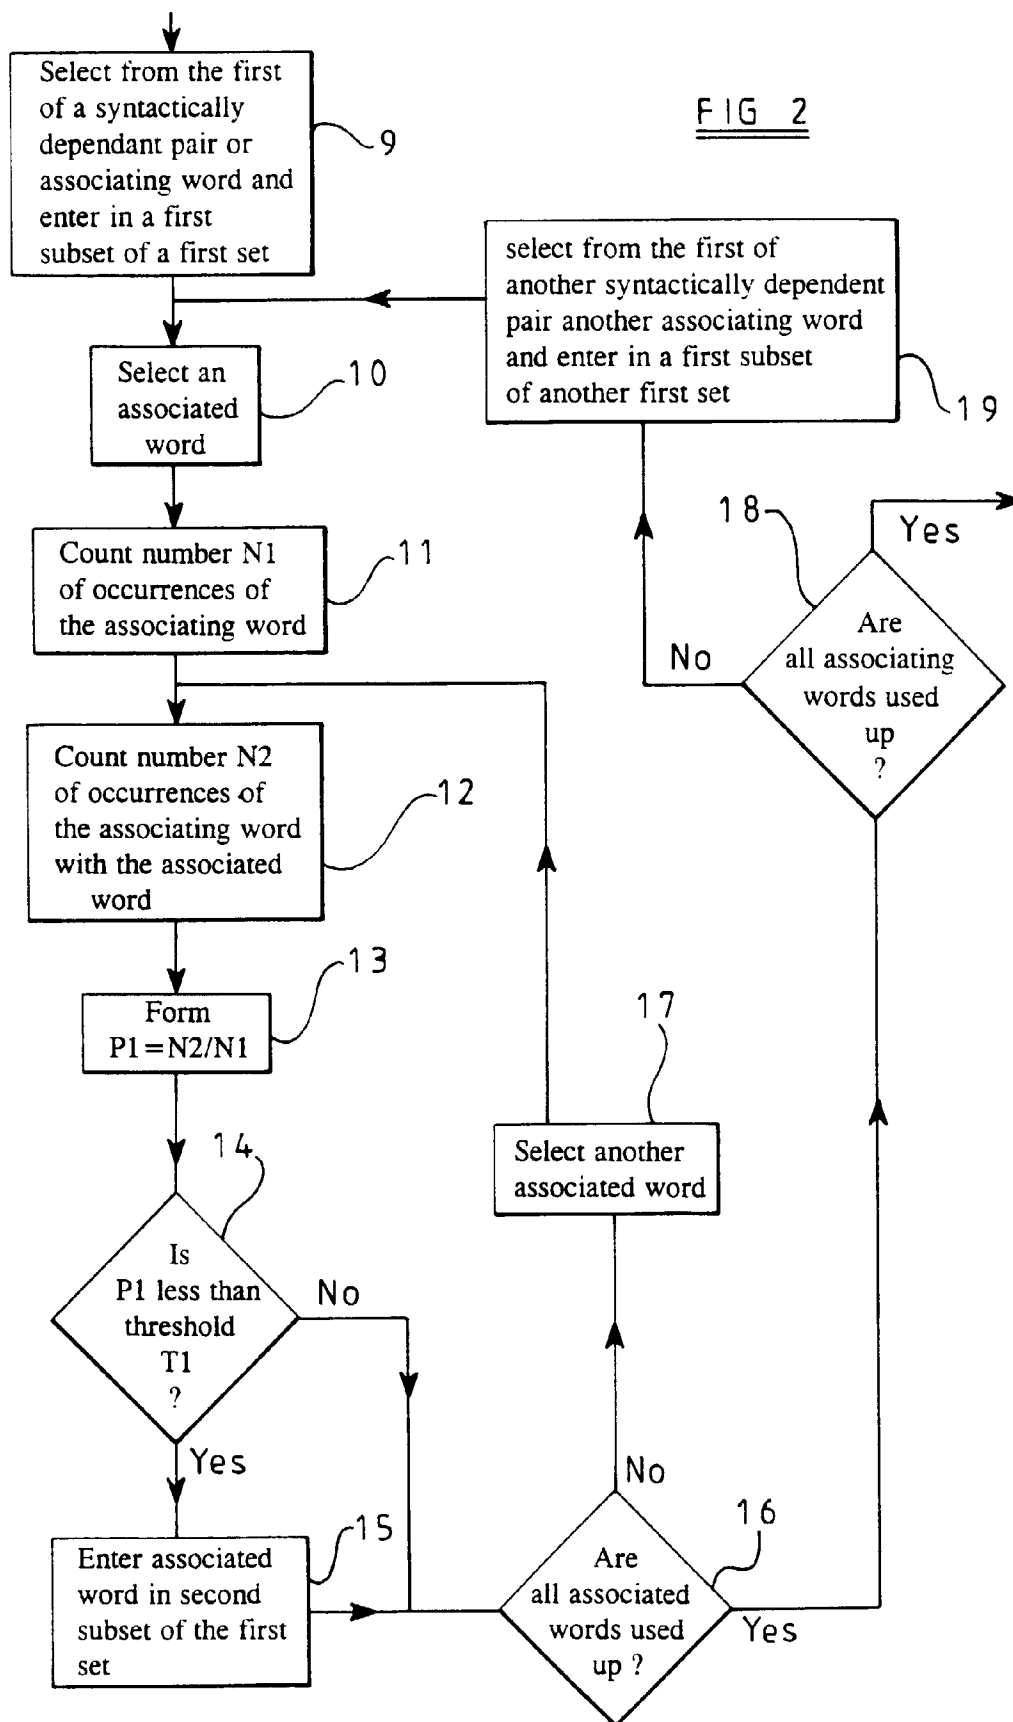 FIG 2
Select from the first
of a syntactically
dependant pair or
associating word and
enter in a first
subset of a first set
9
select from the first of
another syntactically dependent
pair another associating word
and enter in a first subset
of another first set
19
Select an
associated
word
10
Count number N1
of occurrences of
the associating word
11
18
Yes
Are
all associating
words used
up
?
No
Count number N2
of occurrences of
the associating word
with the associated
word
12
Form
P1=N2/N1
13
17
Select another
associated word
14
Is
P1 less than
threshold
T1
?
No
Yes
Enter associated
word in second
subset of the first
set
15
No
16
Are
all associated
words used
up ?
Yes